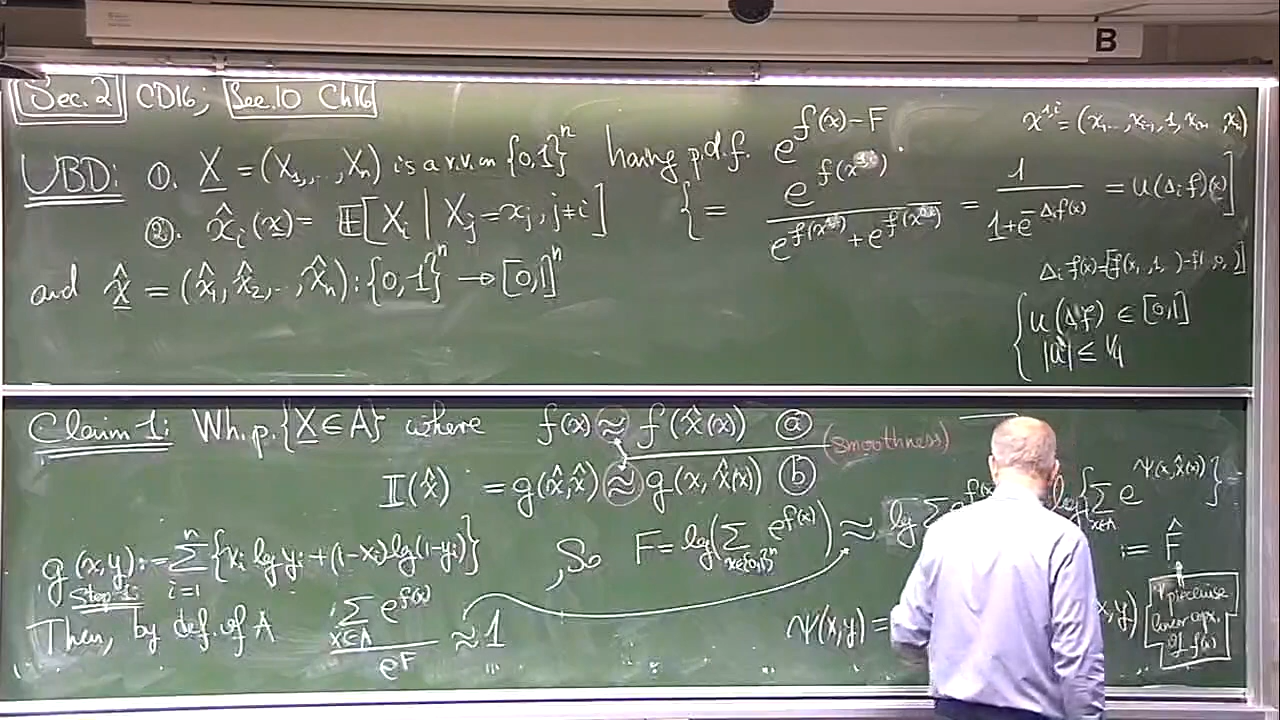 B
Sec. 2 CD16; Sec. 10 Ch16
x^{1,i} = (x_1..., x_{i-1}, 1, x_{i+1}, x_n)
UBD: ①. X = (X_1, ..., X_n) is a r.v. on {0,1}^n having p.d.f. e^{f(x)-F}.
②. x̂_i(x) = E[X_i | X_j = x_j, j≠i] { = e^{f(x^{1,i})} / (e^{f(x^{1,i})} + e^{f(x^{0,i})}) = 1 / (1+e^{-Δ_i f(x)}) = u(Δ_i f)(x) ]
and x̂ = (x̂_1, x̂_2, .., x̂_n): {0,1}^n → [0,1]^n
Δ_i f(x) = [f(x_1, .. 1, ) - f( .. 0, )]
{ u(Δf) ∈ [0,1]
|u'| ≤ 1/4
Claim 1: Wh.p. {X ∈ A} where f(x) ≈ f(x̂(x)) ⓐ
(smoothness)
I(x̂) = g(x̂, x̂) ≈ g(x, x̂(x)) ⓑ
g(x,y) := Σ_{i=1}^n {x_i lg y_i + (1-x_i) lg(1-y_i)}, So F = lg(Σ_{x∈{0,1}^n} e^{f(x)}) ≈ lg Σ e^{f(x)} log{Σ_{x∈A} e^{Ψ(x, x̂(x))}}
:= F̂
Step 1:
Then, by def. of A Σ_{x∈A} e^{f(x)} / e^F ≈ 1
Ψ(x,y) = x,y)
piecewise
linear apx.
of f(x)